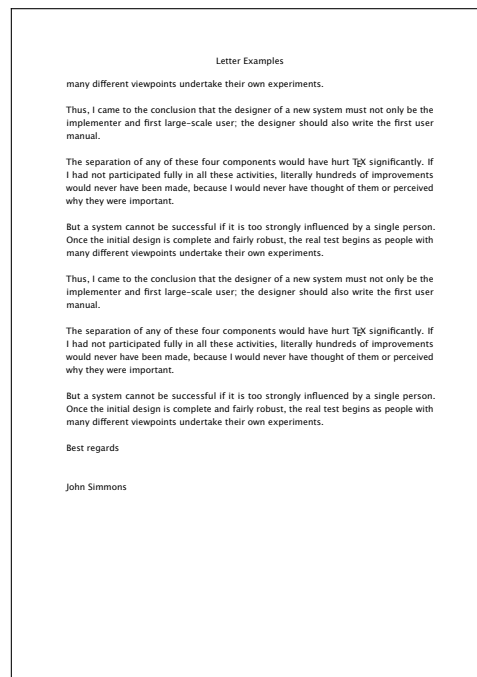 Letter Examples
many different viewpoints undertake their own experiments.
Thus, I came to the conclusion that the designer of a new system must not only be the
implementer and first large-scale user; the designer should also write the first user
manual.
The separation of any of these four components would have hurt TEX significantly. If
I had not participated fully in all these activities, literally hundreds of improvements
would never have been made, because I would never have thought of them or perceived
why they were important.
But a system cannot be successful if it is too strongly influenced by a single person.
Once the initial design is complete and fairly robust, the real test begins as people with
many different viewpoints undertake their own experiments.
Thus, I came to the conclusion that the designer of a new system must not only be the
implementer and first large-scale user; the designer should also write the first user
manual.
The separation of any of these four components would have hurt TEX significantly. If
I had not participated fully in all these activities, literally hundreds of improvements
would never have been made, because I would never have thought of them or perceived
why they were important.
But a system cannot be successful if it is too strongly influenced by a single person.
Once the initial design is complete and fairly robust, the real test begins as people with
many different viewpoints undertake their own experiments.
Best regards
John Simmons